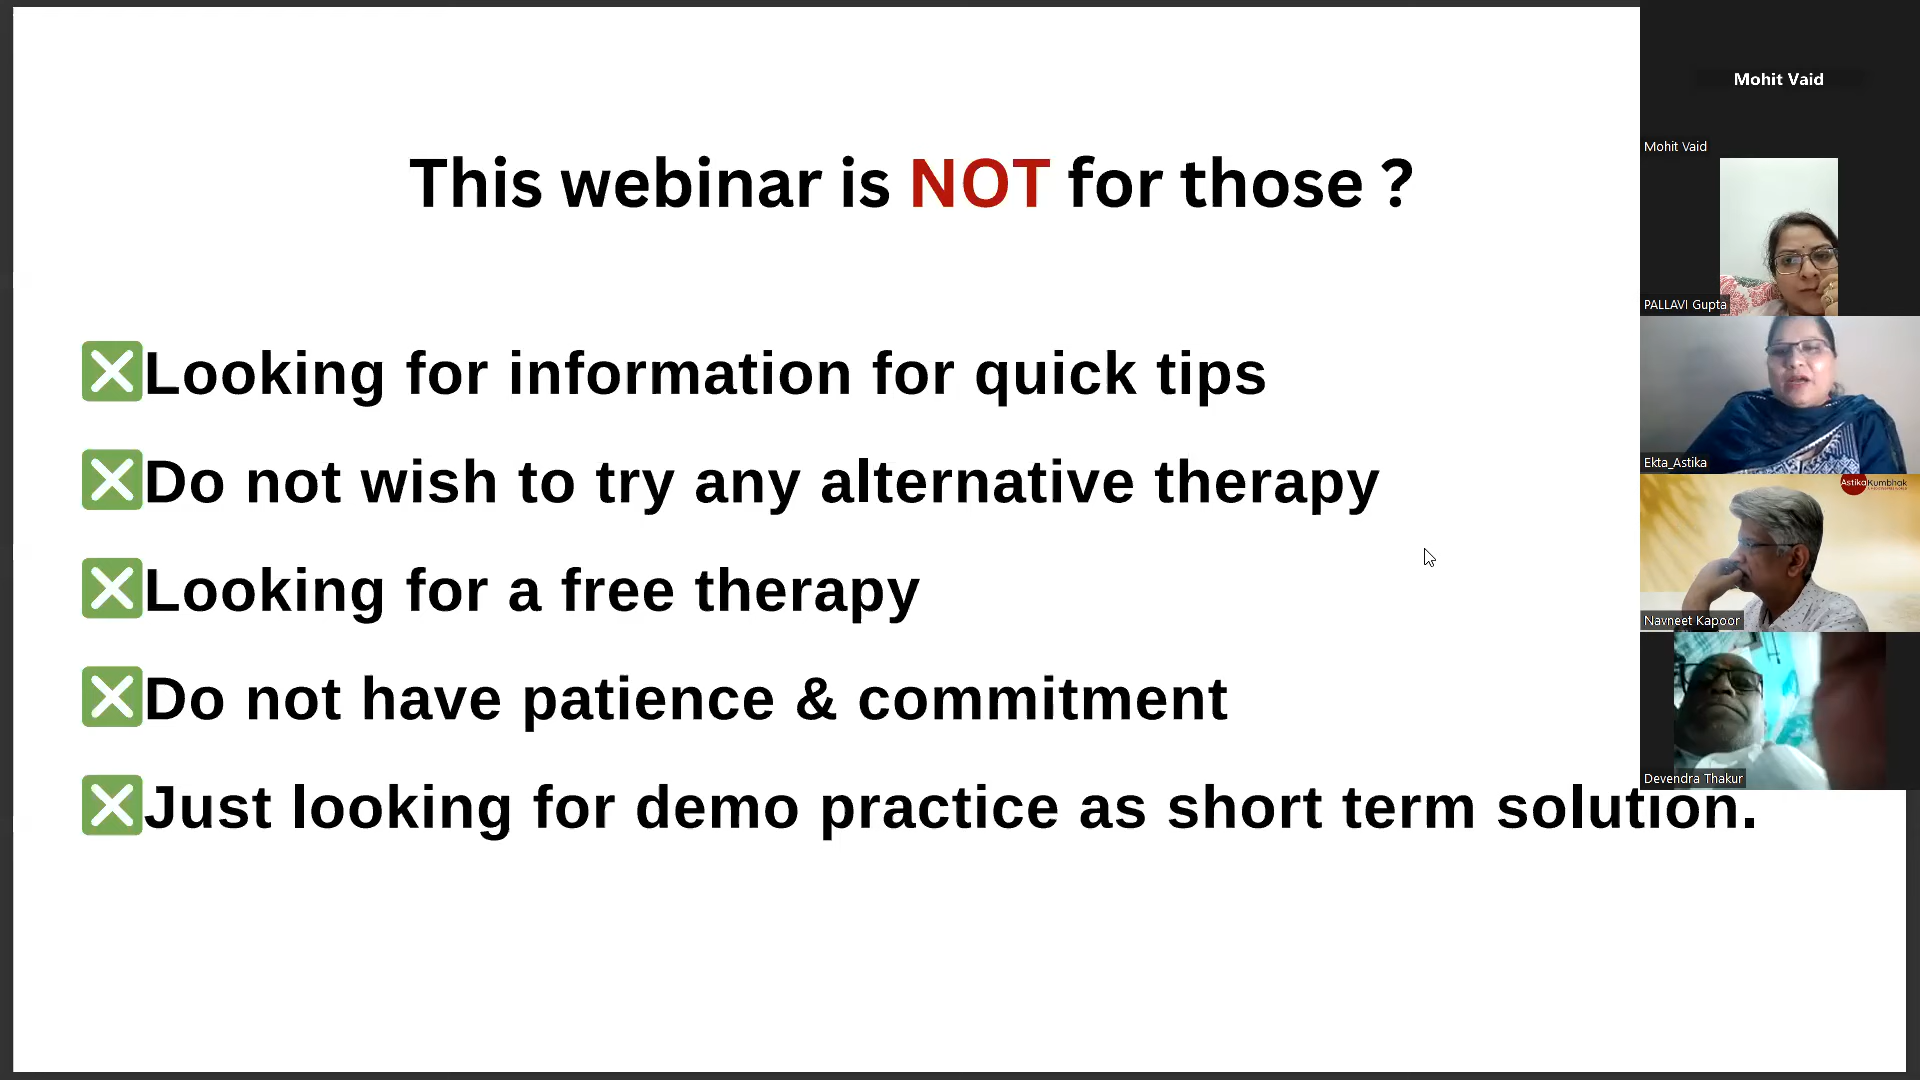 This webinar is NOT for those ?
Looking for information for quick tips
Do not wish to try any alternative therapy
Looking for a free therapy
Do not have patience & commitment
Just looking for demo practice as short term solution.
Mohit Vaid
Mohit Vaid
PALLAVI Gupta
Ekta_Astika
AstikaKumbhak
Navneet Kapoor
Devendra Thakur